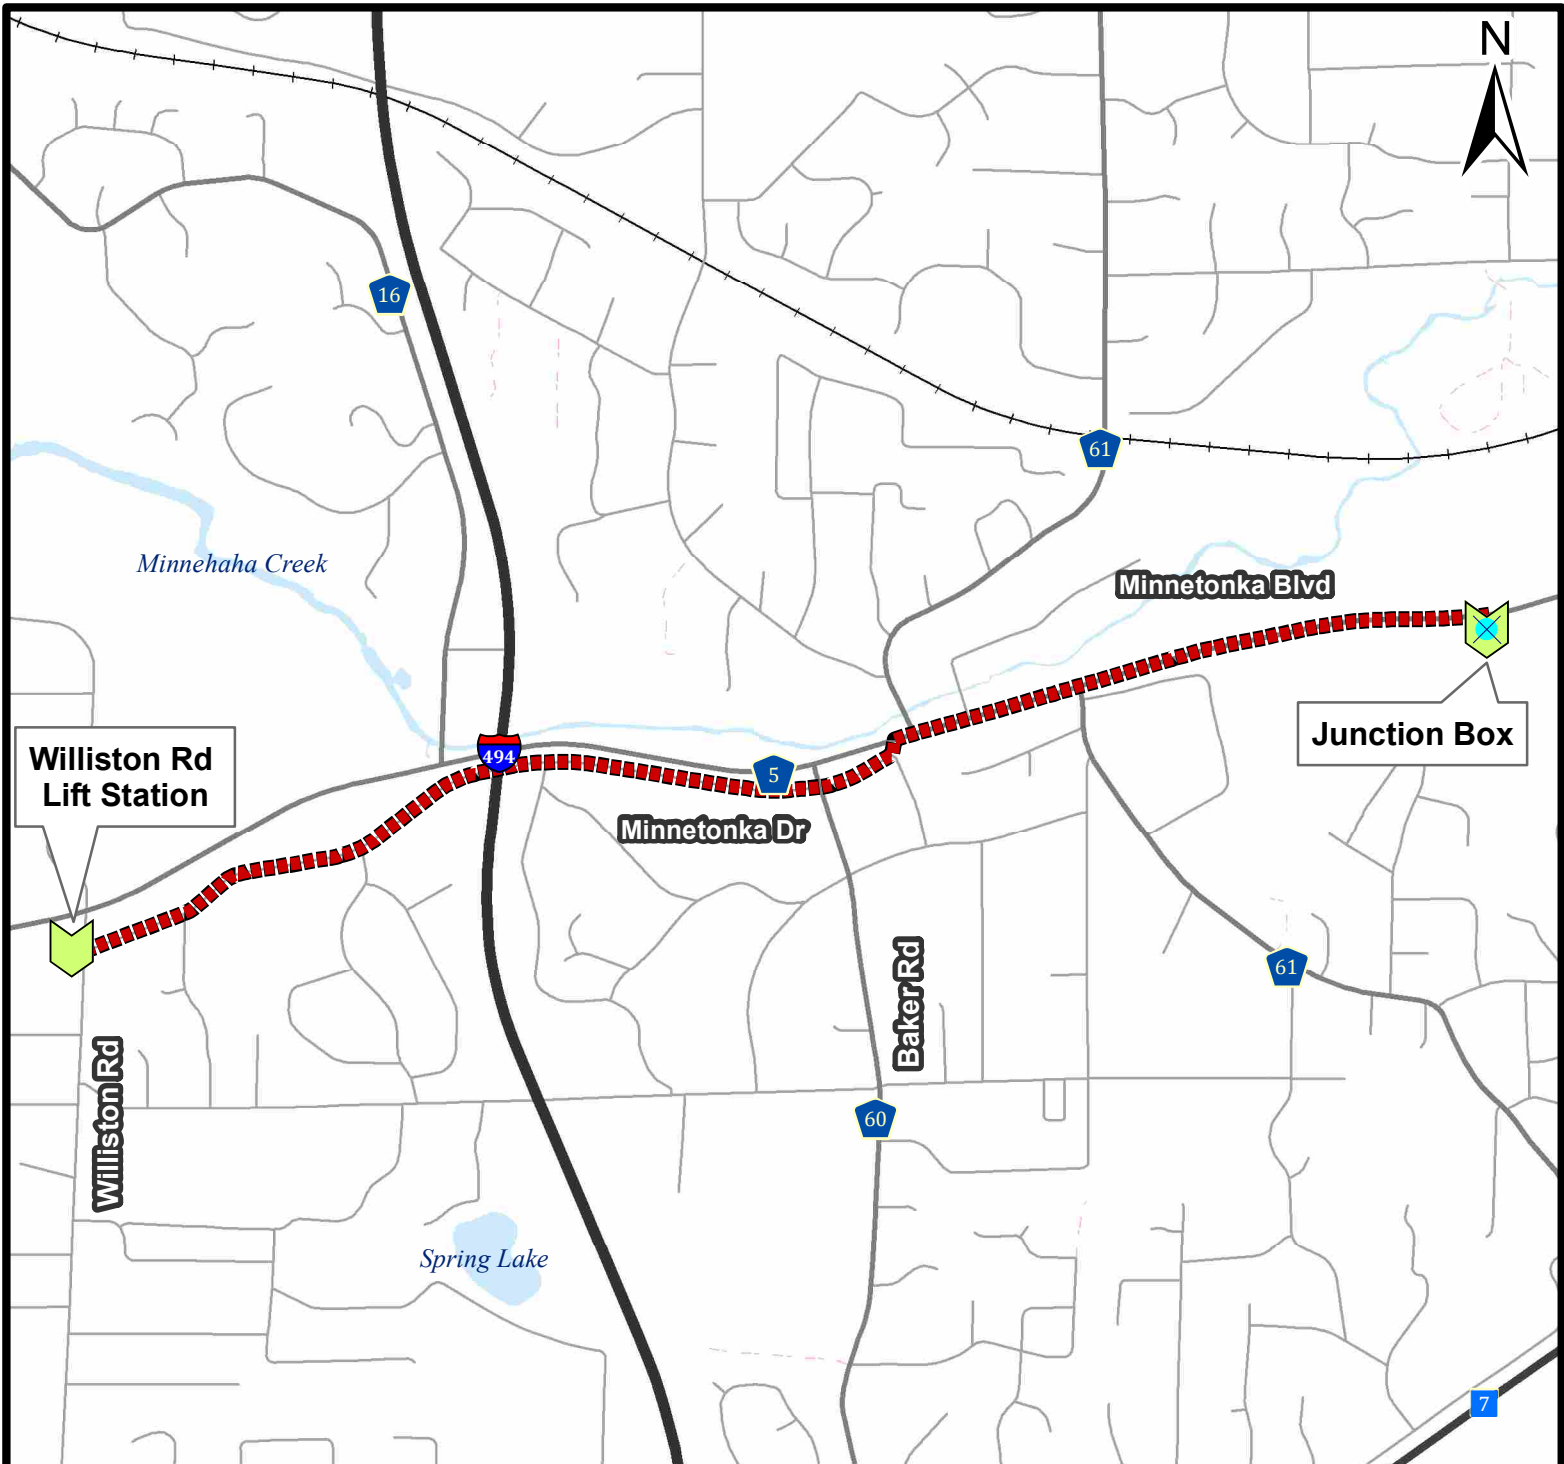 N
16
61
Minnehaha Creek
Minnetonka Blvd
Junction Box
Williston Rd
Lift Station
494
5
Minnetonka Dr
Baker Rd
61
Williston Rd
60
Spring Lake
7